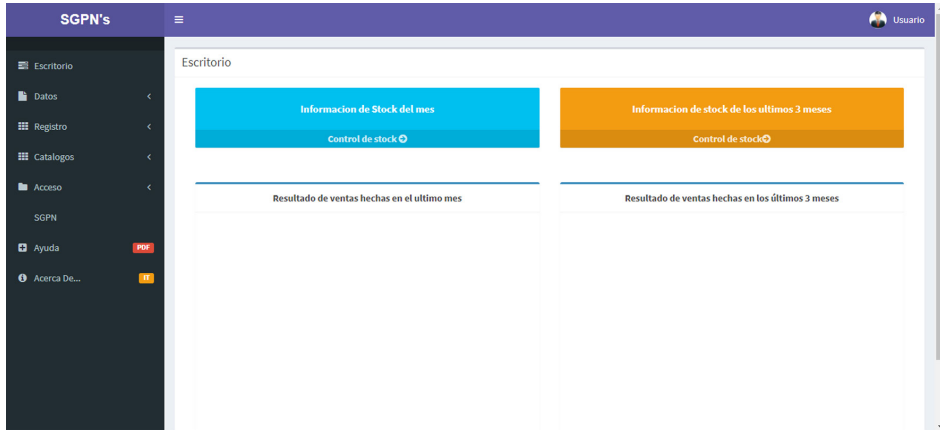 SGPN's
Usuario
Escritorio
Datos
Registro
Catalogos
Acceso
SGPN
Ayuda PDF
Acerca De... IT
Escritorio
Informacion de Stock del mes
Control de stock
Informacion de stock de los ultimos 3 meses
Control de stock
Resultado de ventas hechas en el ultimo mes
Resultado de ventas hechas en los últimos 3 meses